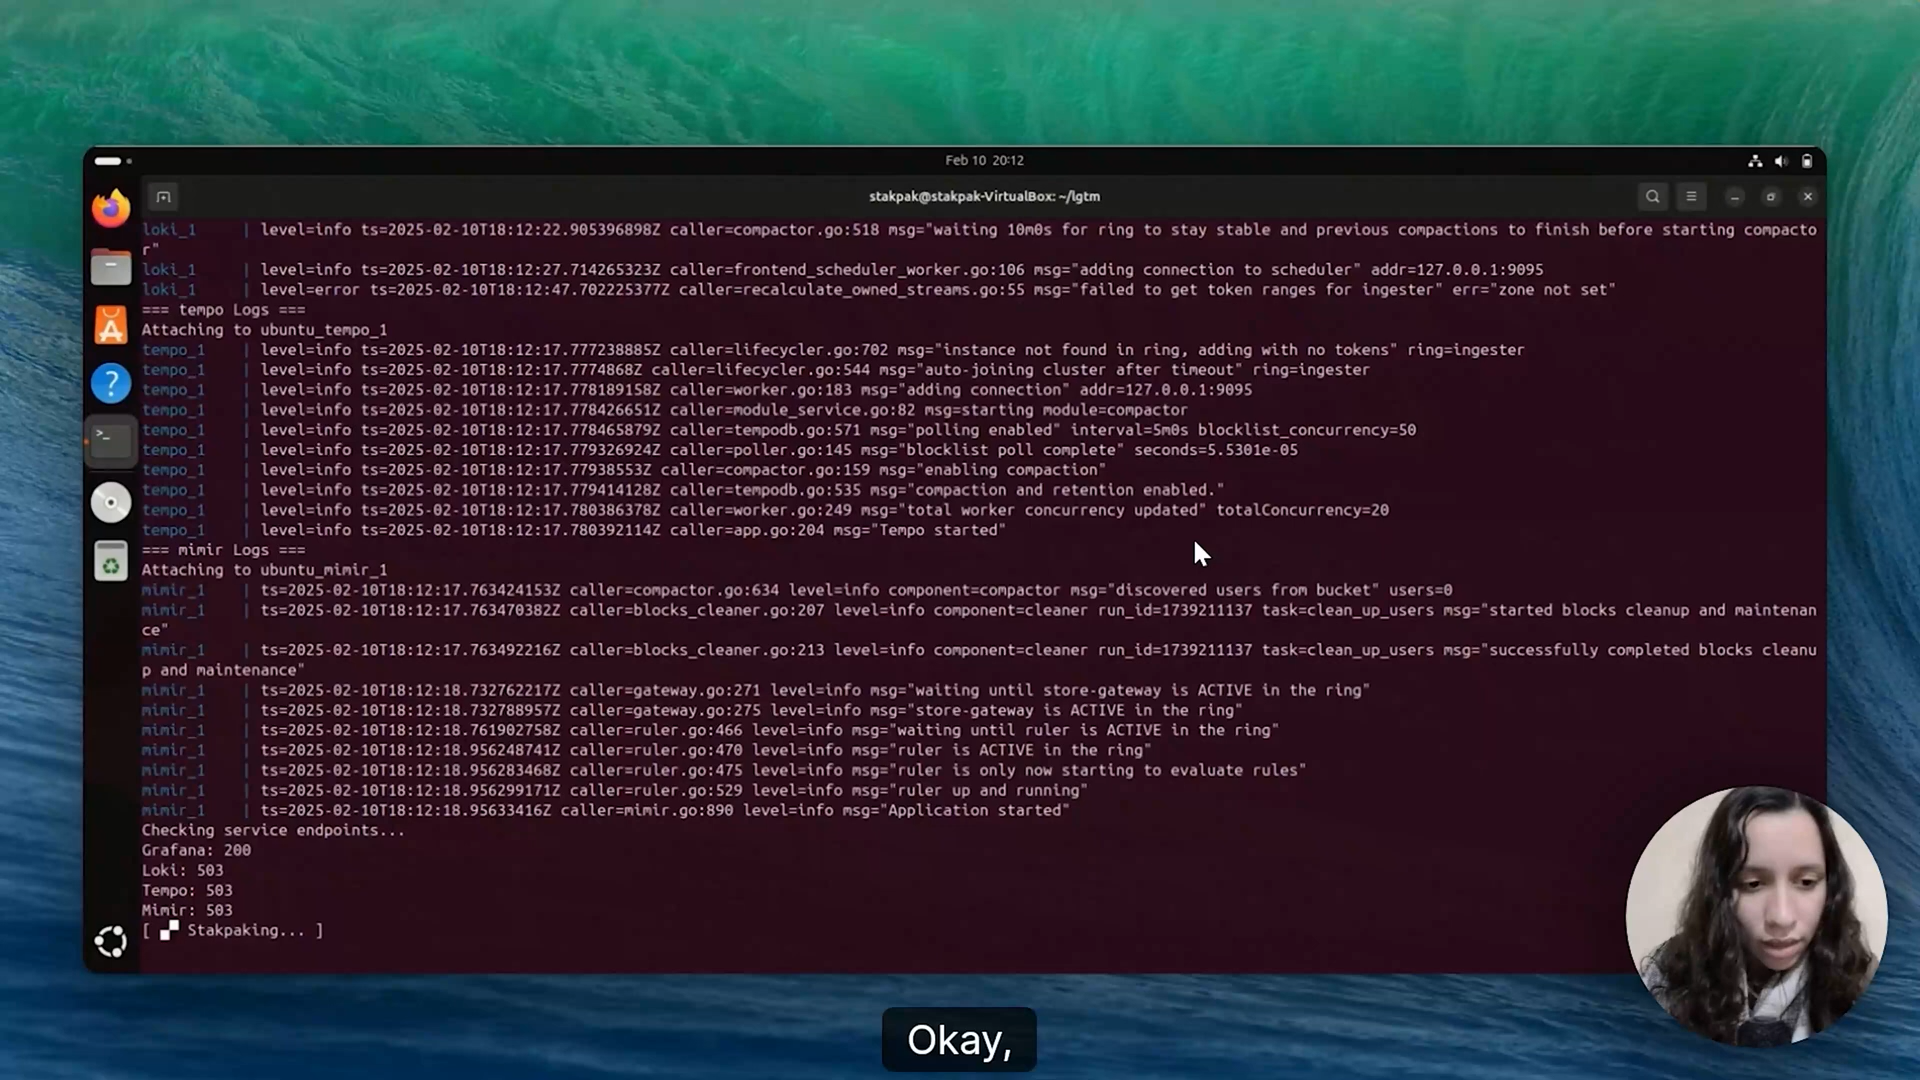 Feb 10 20:12
stakpak@stakpak-VirtualBox: ~/lgtm
loki_1 | level=info ts=2025-02-10T18:12:22.905396898Z caller=compactor.go:518 msg="waiting 10m0s for ring to stay stable and previous compactions to finish before starting compacto
r"
loki_1 | level=info ts=2025-02-10T18:12:27.714265323Z caller=frontend_scheduler_worker.go:106 msg="adding connection to scheduler" addr=127.0.0.1:9095
loki_1 | level=error ts=2025-02-10T18:12:47.702225377Z caller=recalculate_owned_streams.go:55 msg="failed to get token ranges for ingester" err="zone not set"
=== tempo Logs ===
Attaching to ubuntu_tempo_1
tempo_1 | level=info ts=2025-02-10T18:12:17.777238885Z caller=lifecycler.go:702 msg="instance not found in ring, adding with no tokens" ring=ingester
tempo_1 | level=info ts=2025-02-10T18:12:17.7774868Z caller=lifecycler.go:544 msg="auto-joining cluster after timeout" ring=ingester
tempo_1 | level=info ts=2025-02-10T18:12:17.778189158Z caller=worker.go:183 msg="adding connection" addr=127.0.0.1:9095
tempo_1 | level=info ts=2025-02-10T18:12:17.778426651Z caller=module_service.go:82 msg=starting module=compactor
tempo_1 | level=info ts=2025-02-10T18:12:17.778465879Z caller=tempodb.go:571 msg="polling enabled" interval=5m0s blocklist_concurrency=50
tempo_1 | level=info ts=2025-02-10T18:12:17.779326924Z caller=poller.go:145 msg="blocklist poll complete" seconds=5.5301e-05
tempo_1 | level=info ts=2025-02-10T18:12:17.77938553Z caller=compactor.go:159 msg="enabling compaction"
tempo_1 | level=info ts=2025-02-10T18:12:17.779414128Z caller=tempodb.go:535 msg="compaction and retention enabled."
tempo_1 | level=info ts=2025-02-10T18:12:17.780386378Z caller=worker.go:249 msg="total worker concurrency updated" totalConcurrency=20
tempo_1 | level=info ts=2025-02-10T18:12:17.780392114Z caller=app.go:204 msg="Tempo started"
=== mimir Logs ===
Attaching to ubuntu_mimir_1
mimir_1 | ts=2025-02-10T18:12:17.763424153Z caller=compactor.go:634 level=info component=compactor msg="discovered users from bucket" users=0
mimir_1 | ts=2025-02-10T18:12:17.763470382Z caller=blocks_cleaner.go:207 level=info component=cleaner run_id=1739211137 task=clean_up_users msg="started blocks cleanup and maintenan
ce"
mimir_1 | ts=2025-02-10T18:12:17.763492216Z caller=blocks_cleaner.go:213 level=info component=cleaner run_id=1739211137 task=clean_up_users msg="successfully completed blocks cleanu
p and maintenance"
mimir_1 | ts=2025-02-10T18:12:18.732762217Z caller=gateway.go:271 level=info msg="waiting until store-gateway is ACTIVE in the ring"
mimir_1 | ts=2025-02-10T18:12:18.732788957Z caller=gateway.go:275 level=info msg="store-gateway is ACTIVE in the ring"
mimir_1 | ts=2025-02-10T18:12:18.761902758Z caller=ruler.go:466 level=info msg="waiting until ruler is ACTIVE in the ring"
mimir_1 | ts=2025-02-10T18:12:18.956248741Z caller=ruler.go:470 level=info msg="ruler is ACTIVE in the ring"
mimir_1 | ts=2025-02-10T18:12:18.956283468Z caller=ruler.go:475 level=info msg="ruler is only now starting to evaluate rules"
mimir_1 | ts=2025-02-10T18:12:18.956299171Z caller=ruler.go:529 level=info msg="ruler up and running"
mimir_1 | ts=2025-02-10T18:12:18.95633416Z caller=mimir.go:890 level=info msg="Application started"
Checking service endpoints...
Grafana: 200
Loki: 503
Tempo: 503
Mimir: 503
[ Stakpaking... ]
Okay,